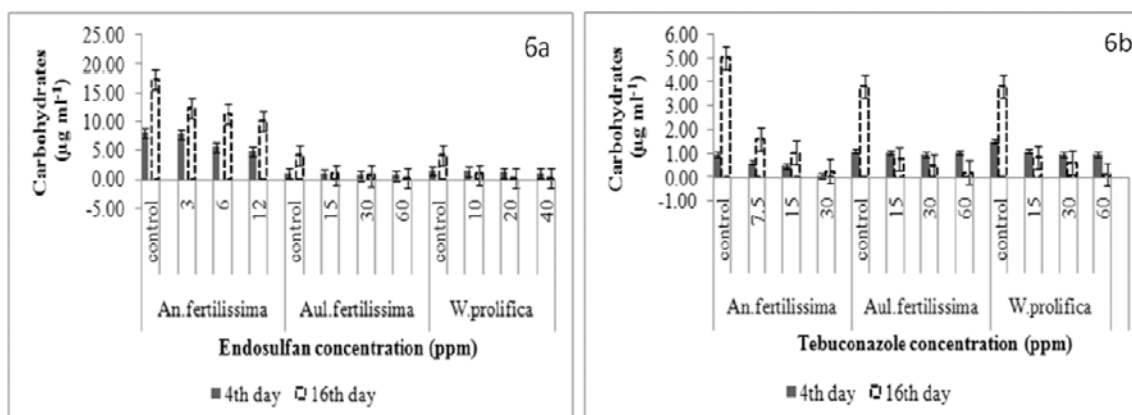 6a
Carbohydrates
(µg ml⁻¹)
25.00
20.00
15.00
10.00
5.00
0.00
-5.00
control
3
6
12
control
15
30
60
control
10
20
40
An.fertilissima
Aul.fertilissima
W.prolifica
Endosulfan concentration (ppm)
4th day
16th day
6b
Carbohydrates
(µg ml⁻¹)
6.00
5.00
4.00
3.00
2.00
1.00
0.00
-1.00
control
7.5
15
30
control
15
30
60
control
15
30
60
An.fertilissima
Aul.fertilissima
W.prolifica
Tebuconazole concentration (ppm)
4th day
16th day